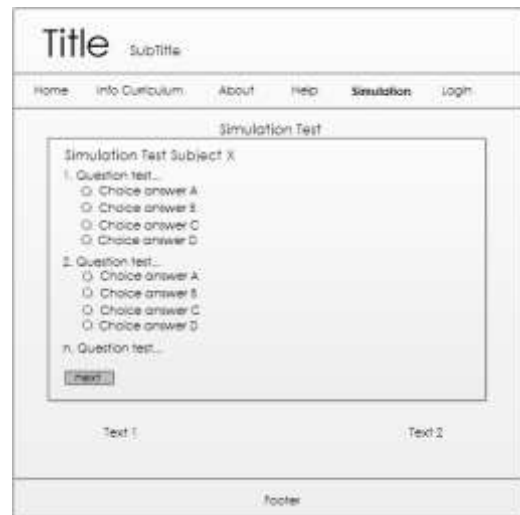 Title SubTitle
Home Info Curiculum About Help Simulation Login
Simulation Test
Simulation Test Subject X
1. Question test...
Choice answer A
Choice answer B
Choice answer C
Choice answer D
2. Question test...
Choice answer A
Choice answer B
Choice answer C
Choice answer D
n. Question test...
next
Text 1 Text 2
Footer